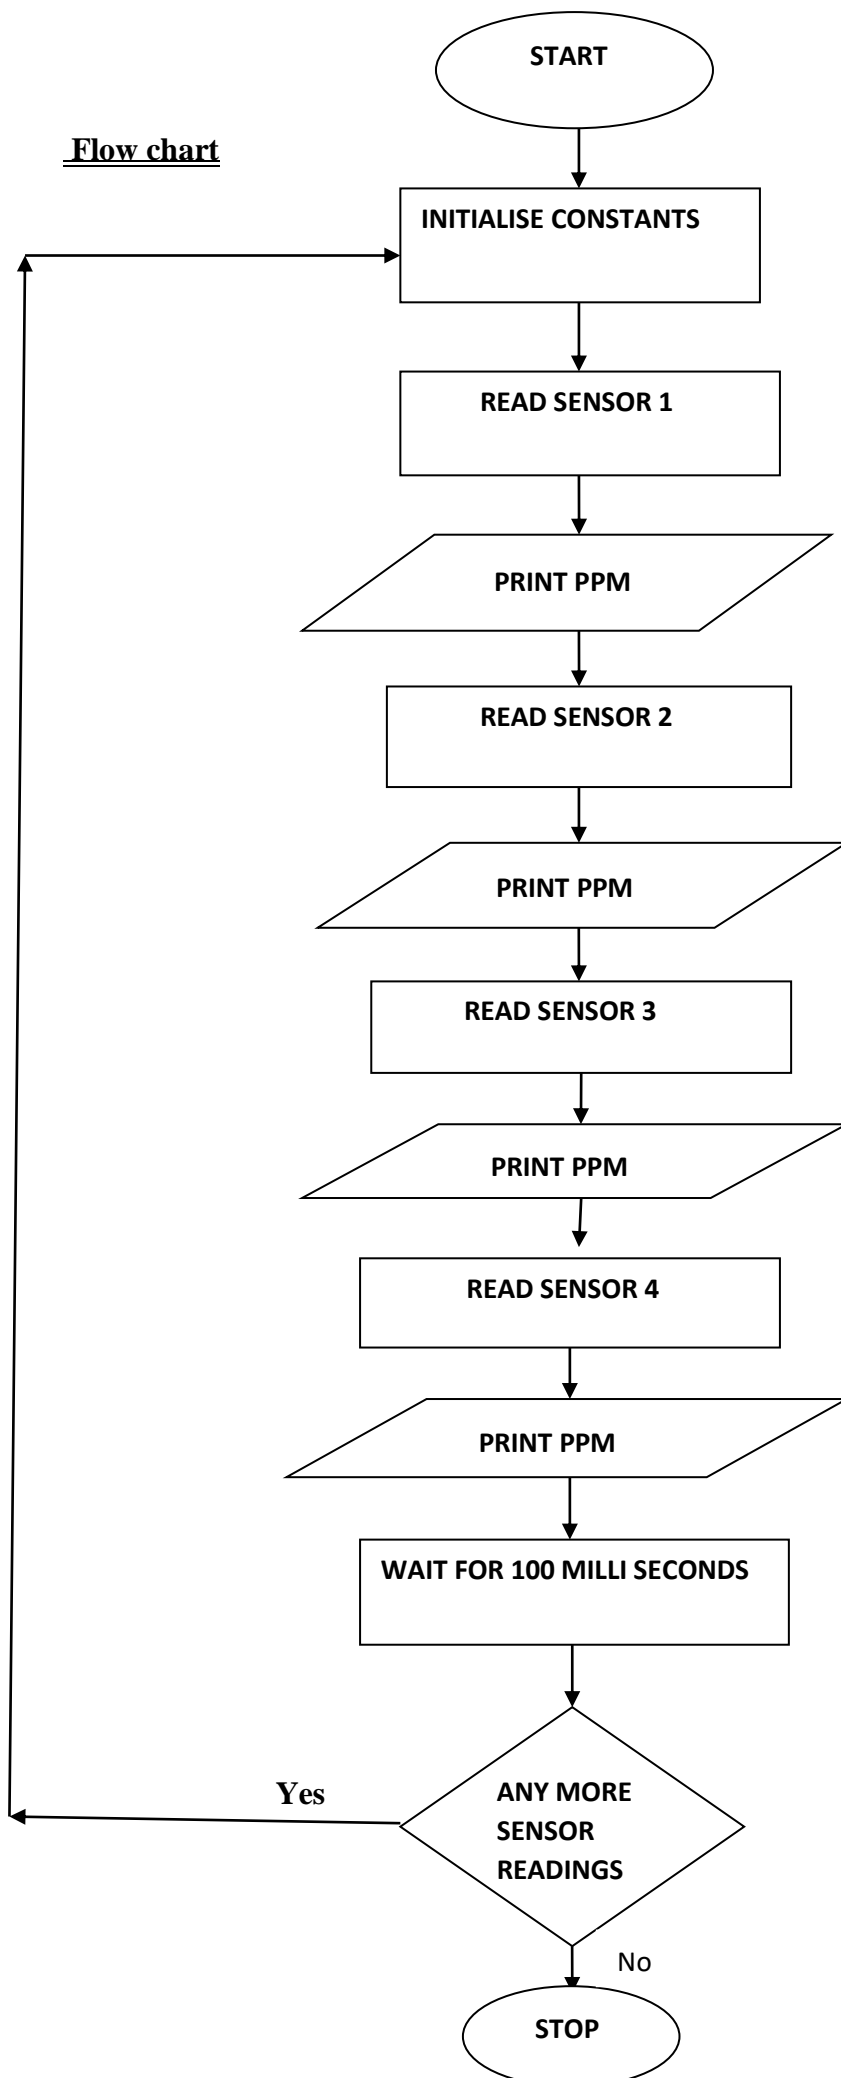 START
Flow chart
INITIALISE CONSTANTS
READ SENSOR 1
PRINT PPM
READ SENSOR 2
PRINT PPM
READ SENSOR 3
PRINT PPM
READ SENSOR 4
PRINT PPM
WAIT FOR 100 MILLI SECONDS
Yes
ANY MORE
SENSOR
READINGS
No
STOP